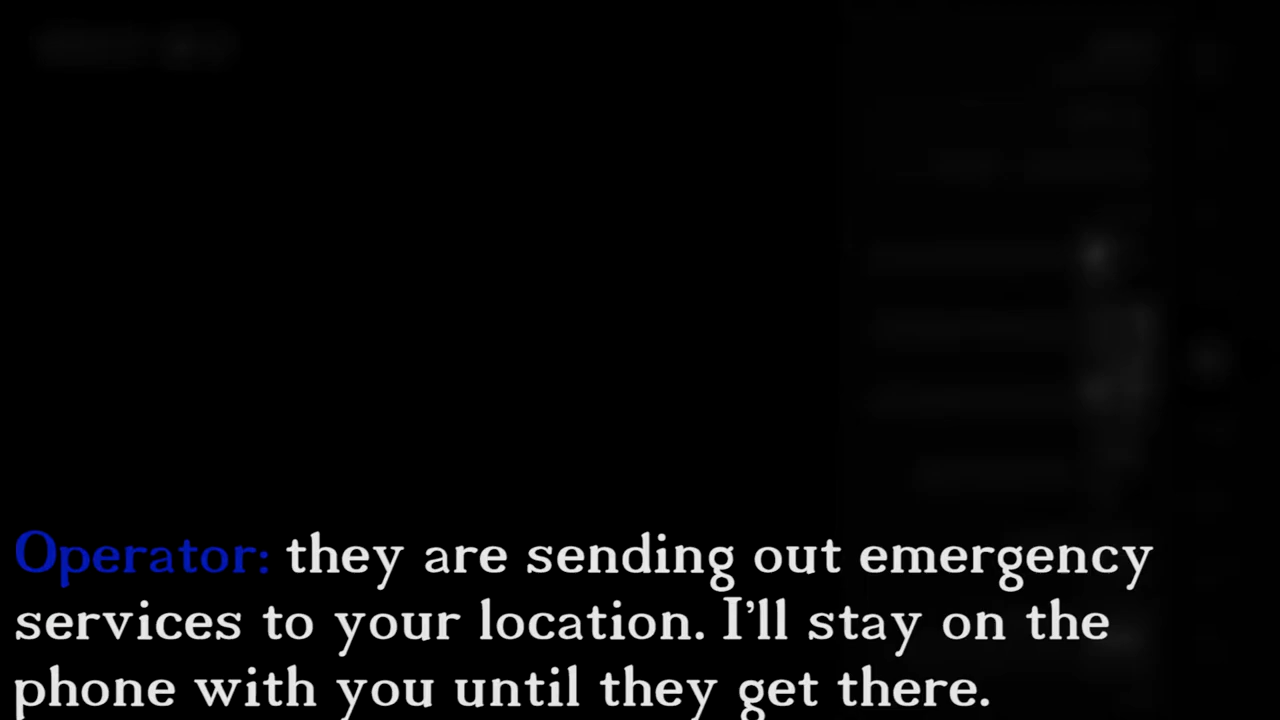 Operator: they are sending out emergency
services to your location. I'll stay on the
phone with you until they get there.